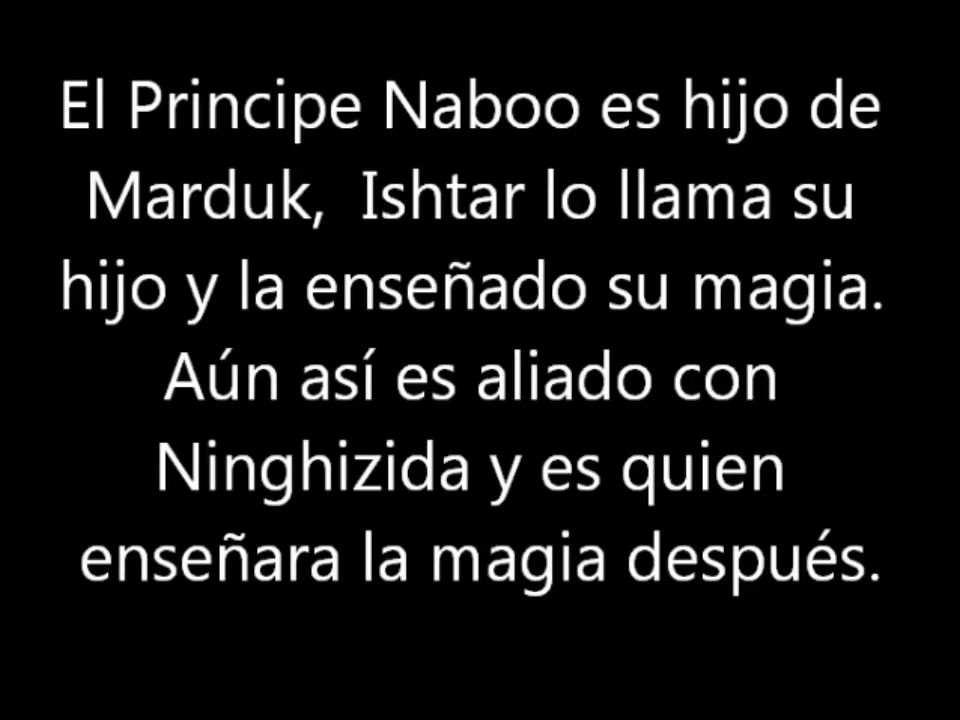 El Principe Naboo es hijo de
Marduk,  Ishtar lo llama su
hijo y la enseñado su magia.
Aún así es aliado con
Ninghizida y es quien
enseñara la magia después.